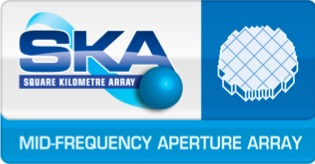 SKA
SQUARE KILOMETRE ARRAY
MID-FREQUENCY APERTURE ARRAY